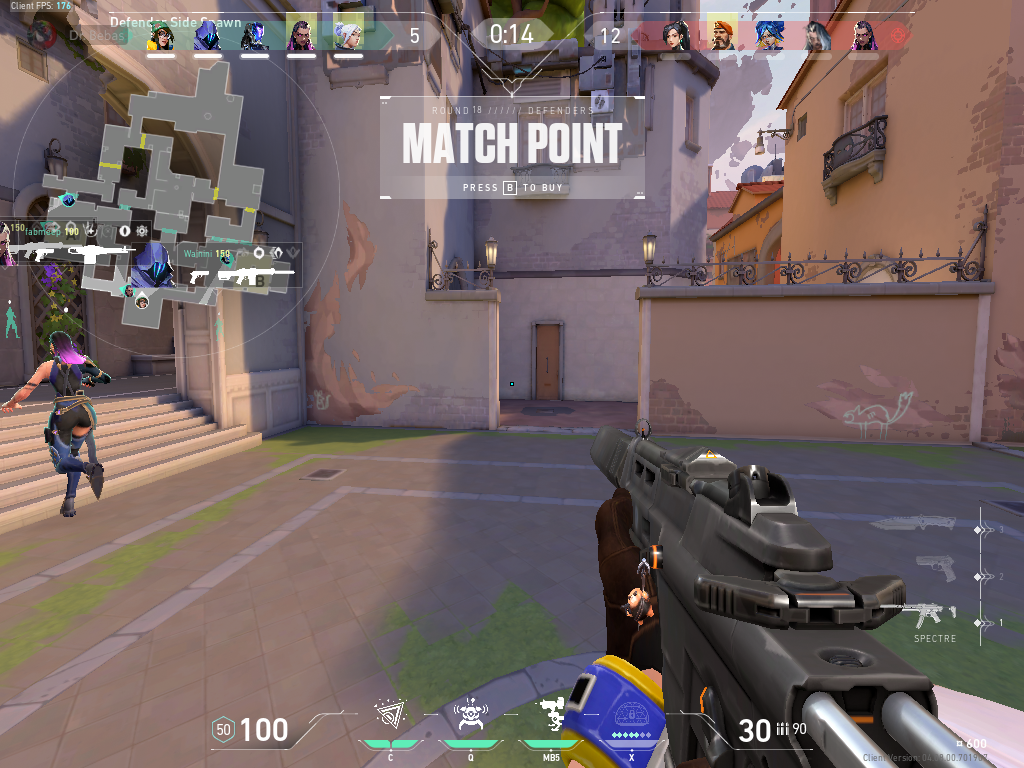 Client FPS: 176
Defender Side Spawn
5
0:14
12
ROUND 18 ////// DEFENDERS
MATCH POINT
PRESS B TO BUY
150
100
Walnini 150
B
3
2
1
SPECTRE
50
100
30
90
C
Q
MB5
X
600